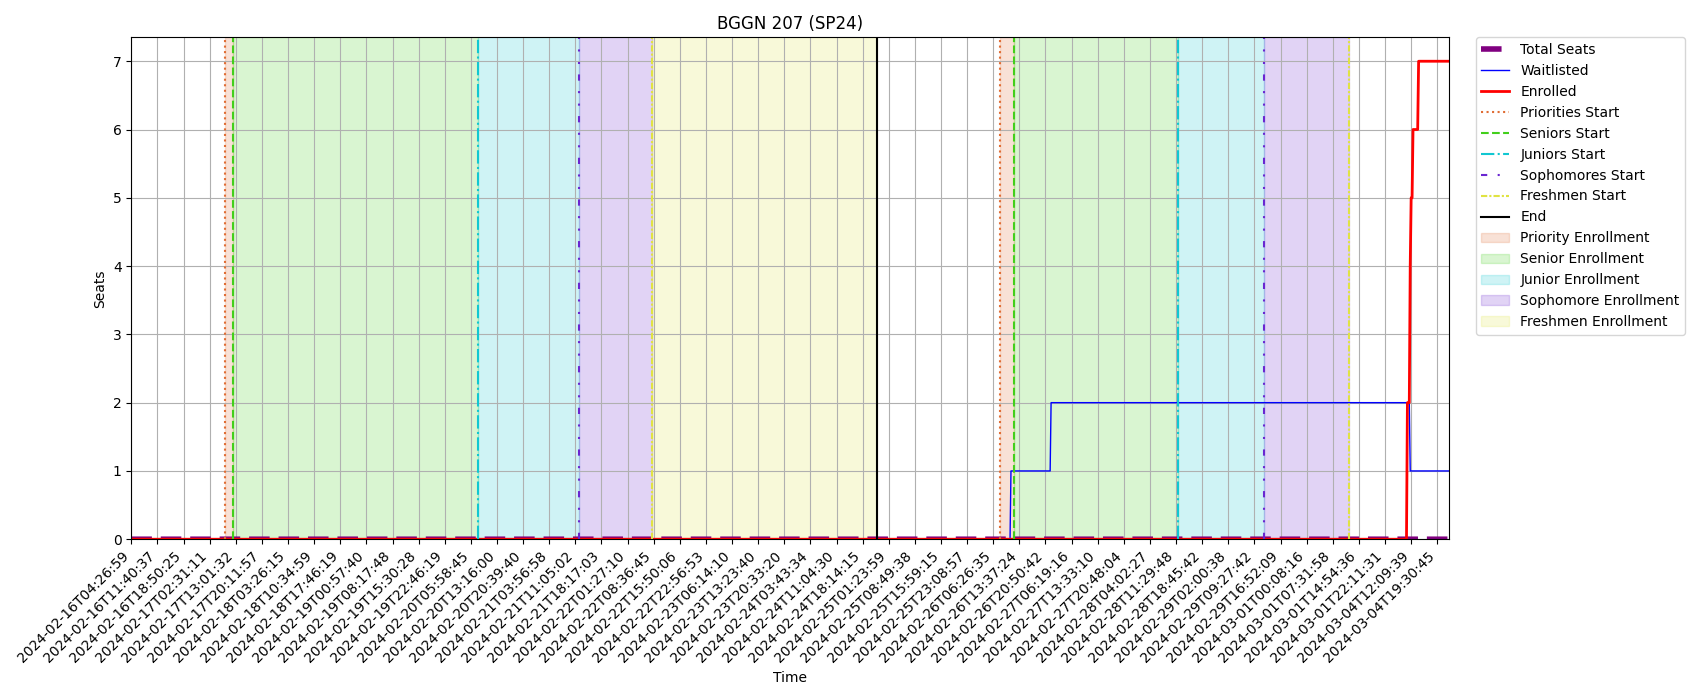 BGGN 207 (SP24)
Seats
7
6
5
4
3
2
1
0
2024-02-16T04:26:59
2024-02-16T11:40:37
2024-02-16T18:50:25
2024-02-17T02:31:11
2024-02-17T13:01:32
2024-02-17T20:11:57
2024-02-18T03:26:15
2024-02-18T10:34:59
2024-02-18T17:46:19
2024-02-19T00:57:40
2024-02-19T08:17:48
2024-02-19T15:30:28
2024-02-19T22:46:19
2024-02-20T05:58:45
2024-02-20T13:16:00
2024-02-20T20:39:40
2024-02-21T03:56:58
2024-02-21T11:05:02
2024-02-21T18:17:03
2024-02-22T01:27:10
2024-02-22T08:36:45
2024-02-22T15:50:06
2024-02-22T22:56:53
2024-02-23T06:14:10
2024-02-23T13:23:40
2024-02-23T20:33:20
2024-02-24T03:43:34
2024-02-24T11:04:30
2024-02-24T18:14:15
2024-02-25T01:23:59
2024-02-25T08:49:38
2024-02-25T15:59:15
2024-02-25T23:08:57
2024-02-26T06:26:35
2024-02-26T13:37:24
2024-02-26T20:50:42
2024-02-27T06:19:16
2024-02-27T13:33:10
2024-02-27T20:48:04
2024-02-28T04:02:27
2024-02-28T11:29:48
2024-02-28T18:45:42
2024-02-29T02:00:38
2024-02-29T09:27:42
2024-02-29T16:52:09
2024-03-01T00:08:16
2024-03-01T07:31:58
2024-03-01T14:54:36
2024-03-01T22:11:31
2024-03-04T12:09:39
2024-03-04T19:30:45
Time
Total Seats
Waitlisted
Enrolled
Priorities Start
Seniors Start
Juniors Start
Sophomores Start
Freshmen Start
End
Priority Enrollment
Senior Enrollment
Junior Enrollment
Sophomore Enrollment
Freshmen Enrollment